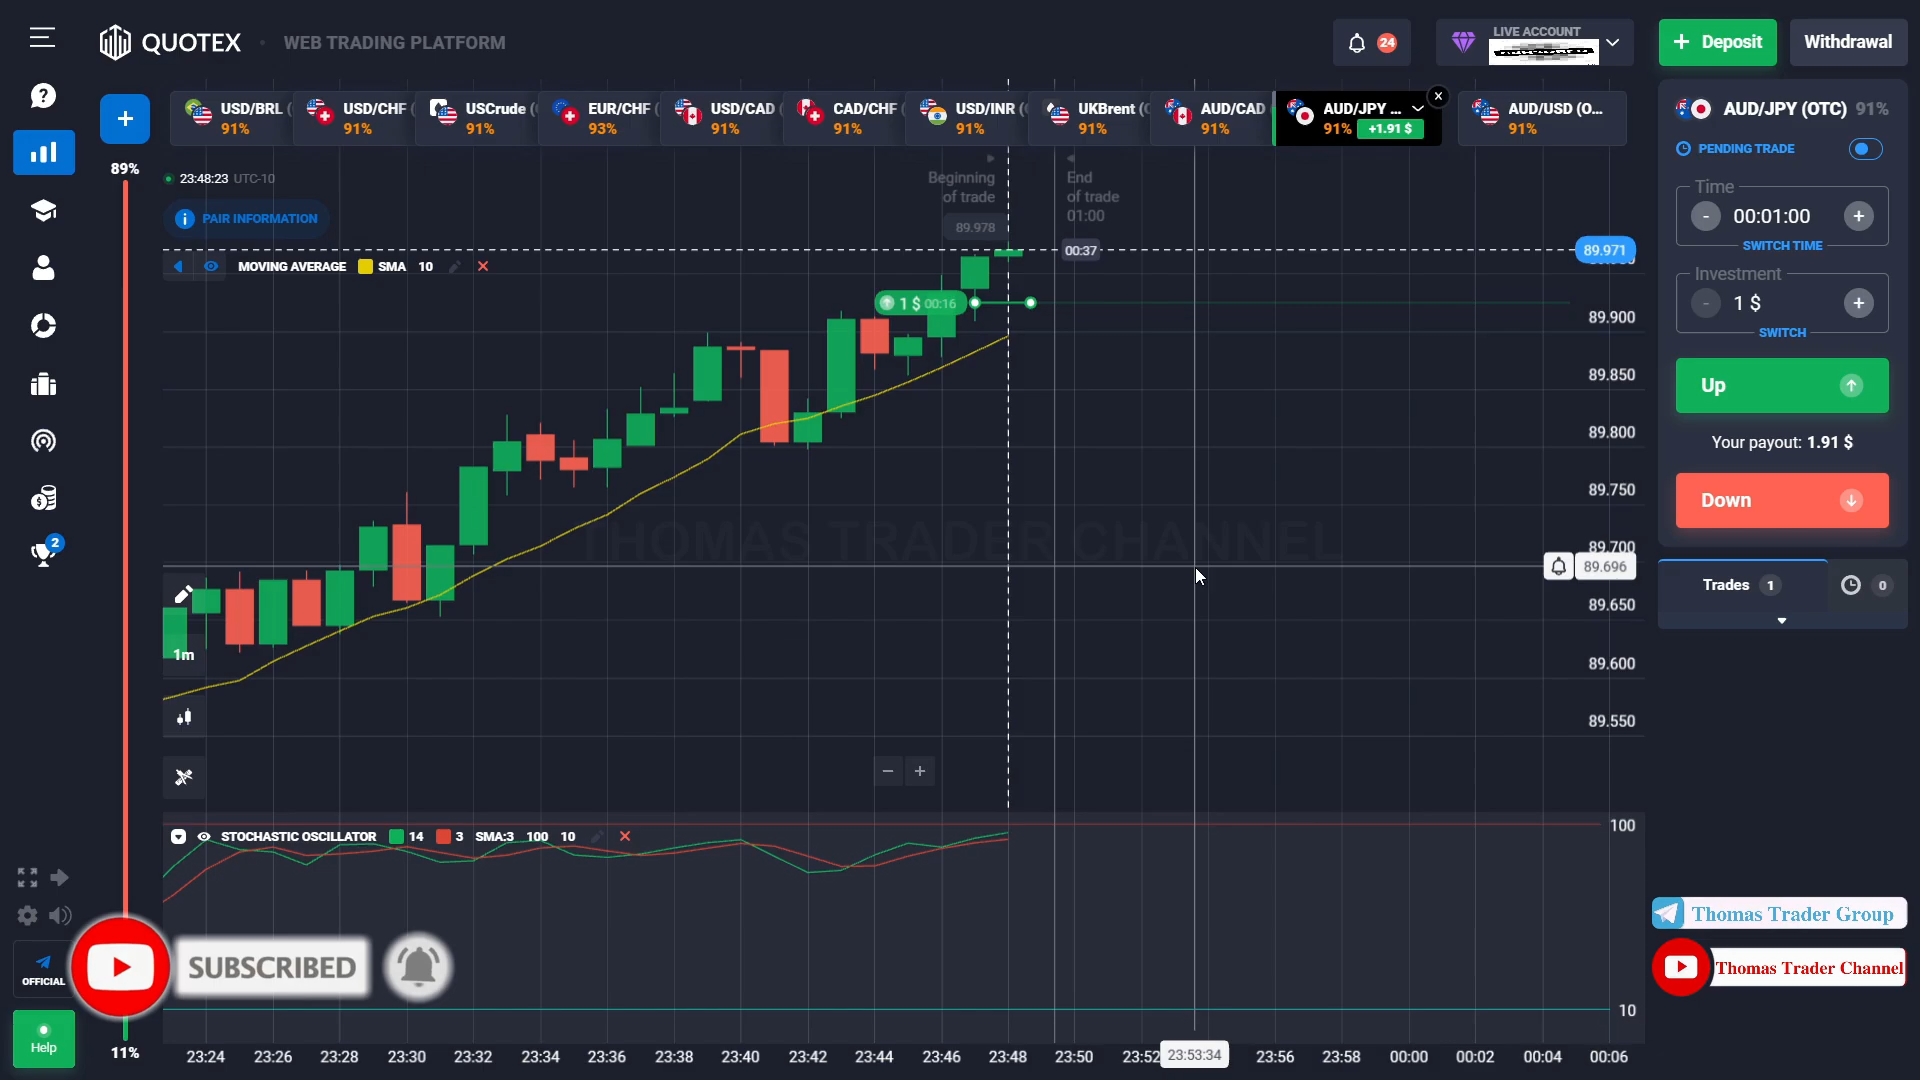 QUOTEX
WEB TRADING PLATFORM
24
LIVE ACCOUNT
Deposit
Withdrawal
USD/BRL (
91%
USD/CHF (
91%
USCrude (
91%
EUR/CHF (
93%
USD/CAD (
91%
CAD/CHF (
91%
USD/INR (
91%
UKBrent (
91%
AUD/CAD
91%
AUD/JPY ...
91% +1.91 $
AUD/USD (O...
91%
AUD/JPY (OTC) 91%
PENDING TRADE
Time
- 00:01:00 +
SWITCH TIME
Investment
- 1 $ +
SWITCH
Up
Your payout: 1.91 $
Down
Trades 1
0
89%
23:48:23 UTC-10
PAIR INFORMATION
Beginning
of trade
89.978
End
of trade
01:00
00:37
89.971
MOVING AVERAGE SMA 10
1 $ 00:16
89.900
89.850
89.800
89.750
89.700
89.696
89.650
89.600
89.550
THOMAS TRADER CHANNEL
1m
STOCHASTIC OSCILLATOR 14 3 SMA:3 100 10
100
10
2
OFFICIAL
Help
11%
SUBSCRIBED
Thomas Trader Group
Thomas Trader Channel
23:24 23:26 23:28 23:30 23:32 23:34 23:36 23:38 23:40 23:42 23:44 23:46 23:48 23:50 23:52 23:53:34 23:56 23:58 00:00 00:02 00:04 00:06